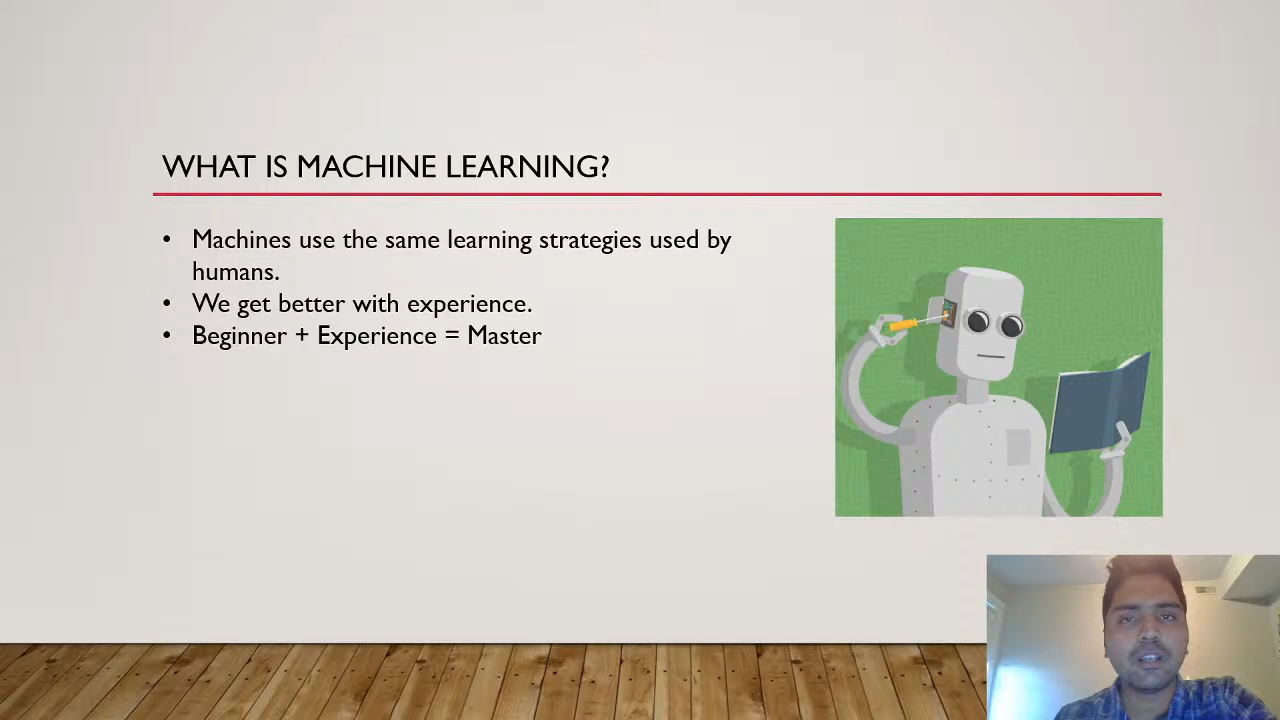 WHAT IS MACHINE LEARNING?
• Machines use the same learning strategies used by
humans.
• We get better with experience.
• Beginner + Experience = Master